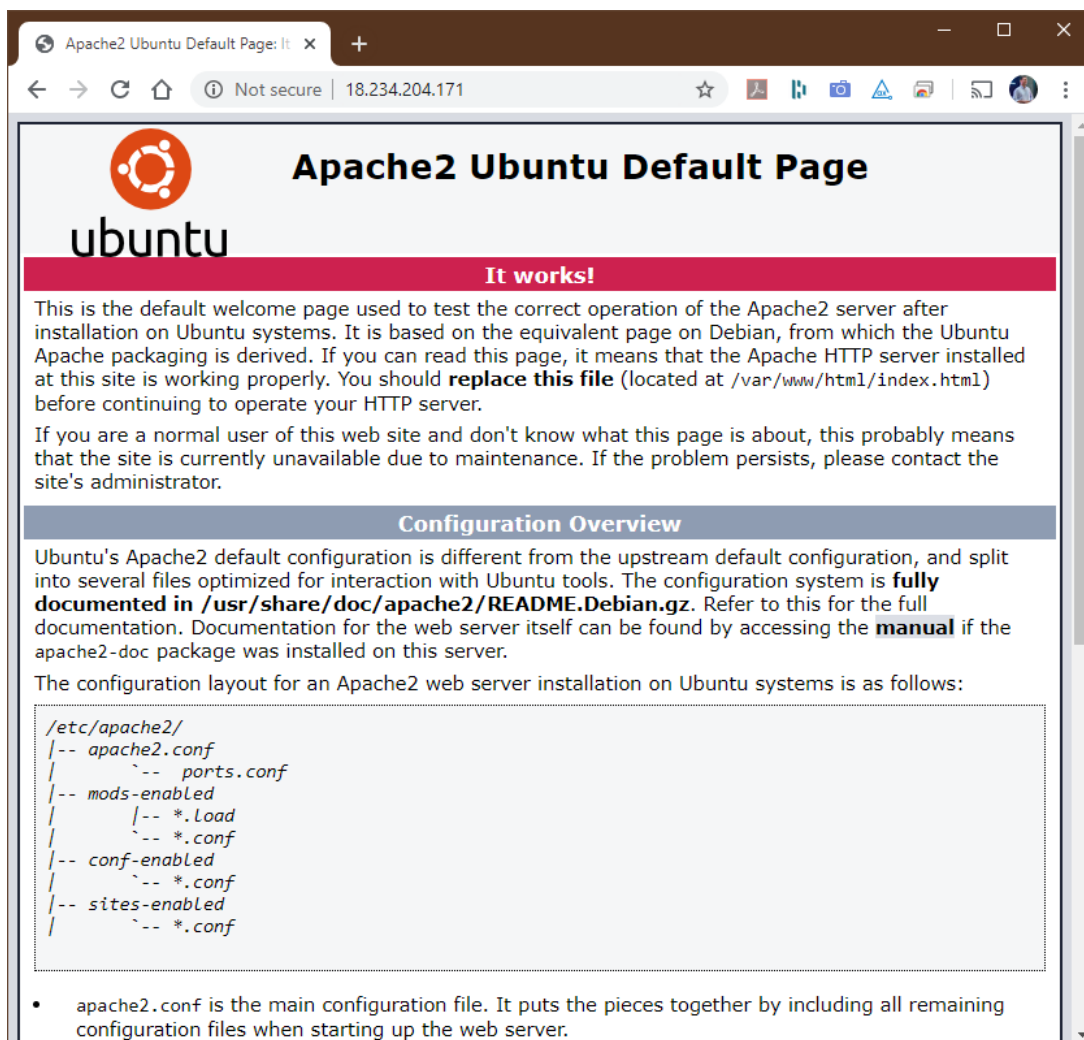 Apache2 Ubuntu Default Page: It
Not secure | 18.234.204.171
ubuntu
Apache2 Ubuntu Default Page
It works!
This is the default welcome page used to test the correct operation of the Apache2 server after
installation on Ubuntu systems. It is based on the equivalent page on Debian, from which the Ubuntu
Apache packaging is derived. If you can read this page, it means that the Apache HTTP server installed
at this site is working properly. You should replace this file (located at /var/www/html/index.html)
before continuing to operate your HTTP server.
If you are a normal user of this web site and don't know what this page is about, this probably means
that the site is currently unavailable due to maintenance. If the problem persists, please contact the
site's administrator.
Configuration Overview
Ubuntu's Apache2 default configuration is different from the upstream default configuration, and split
into several files optimized for interaction with Ubuntu tools. The configuration system is fully
documented in /usr/share/doc/apache2/README.Debian.gz. Refer to this for the full
documentation. Documentation for the web server itself can be found by accessing the manual if the
apache2-doc package was installed on this server.
The configuration layout for an Apache2 web server installation on Ubuntu systems is as follows:
/etc/apache2/
|-- apache2.conf
|       `--  ports.conf
|-- mods-enabled
|       |-- *.load
|       `-- *.conf
|-- conf-enabled
|       `-- *.conf
|-- sites-enabled
|       `-- *.conf
• apache2.conf is the main configuration file. It puts the pieces together by including all remaining
configuration files when starting up the web server.